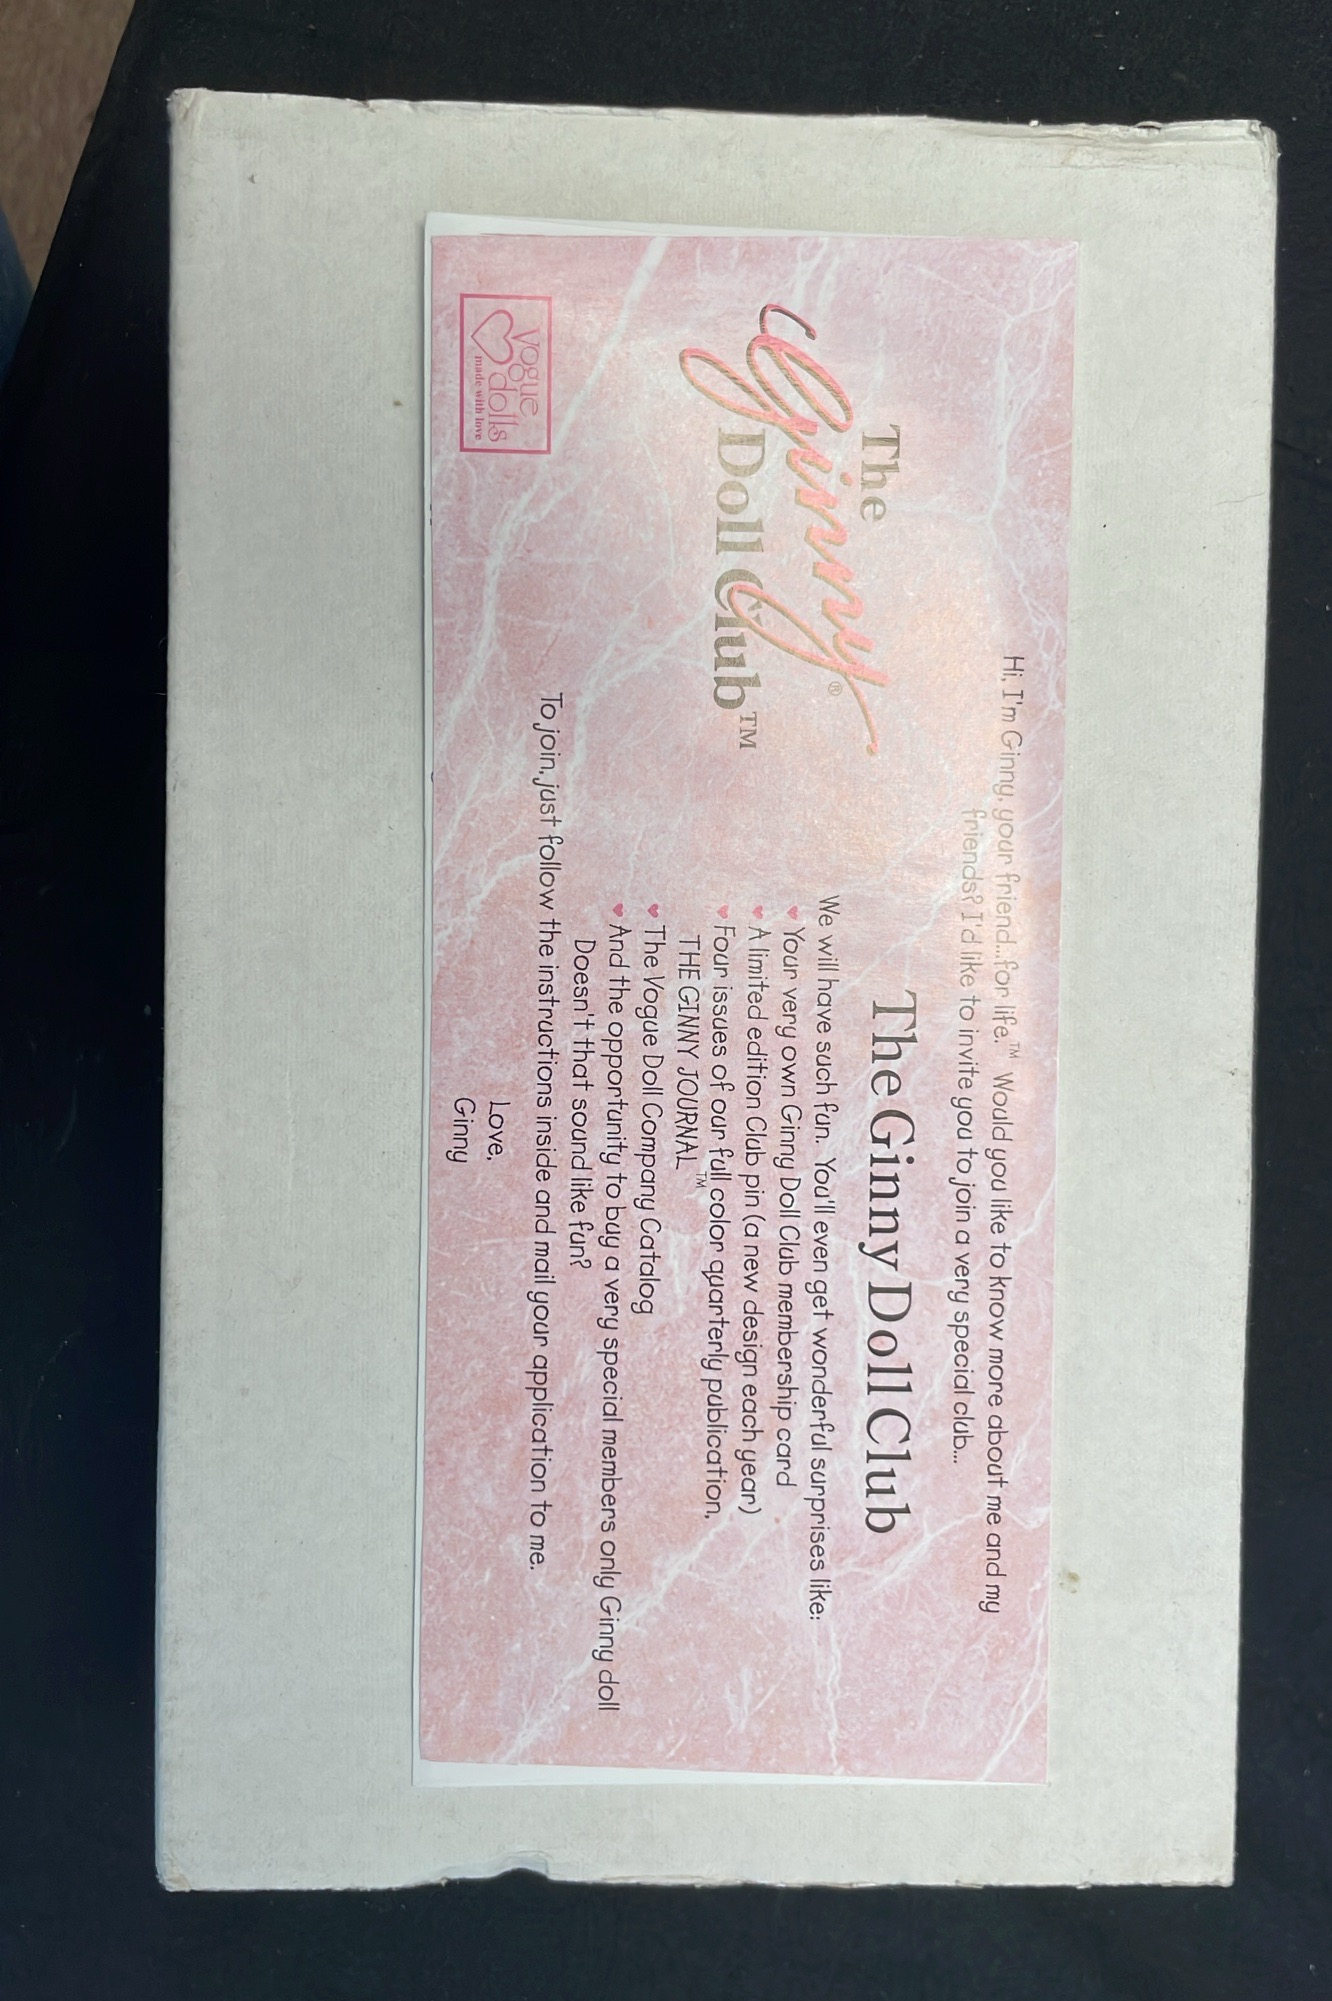 The
Ginny®
Doll Club™
vogue
dolls
made with love
Hi, I'm Ginny, your friend...for life.™ Would you like to know more about me and my
friends? I'd like to invite you to join a very special club...
The Ginny Doll Club
We will have such fun. You'll even get wonderful surprises like:
♥ Your very own Ginny Doll Club membership card
♥ A limited edition Club pin (a new design each year)
♥ Four issues of our full color quarterly publication,
THE GINNY JOURNAL™
♥ The Vogue Doll Company Catalog
♥ And the opportunity to buy a very special members only Ginny doll
Doesn't that sound like fun?
To join, just follow the instructions inside and mail your application to me.
Love,
Ginny